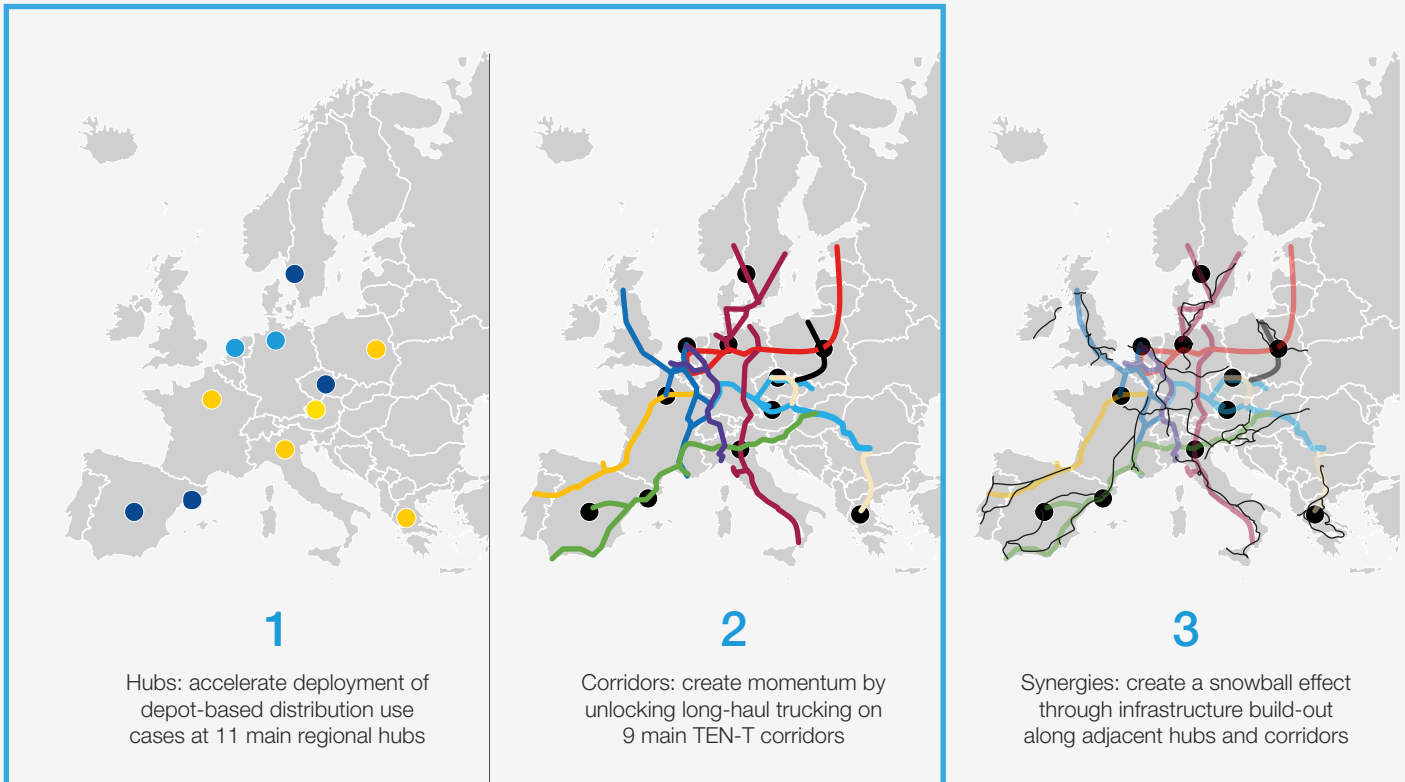 1
Hubs: accelerate deployment of
depot-based distribution use
cases at 11 main regional hubs
2
Corridors: create momentum by
unlocking long-haul trucking on
9 main TEN-T corridors
3
Synergies: create a snowball effect
through infrastructure build-out
along adjacent hubs and corridors